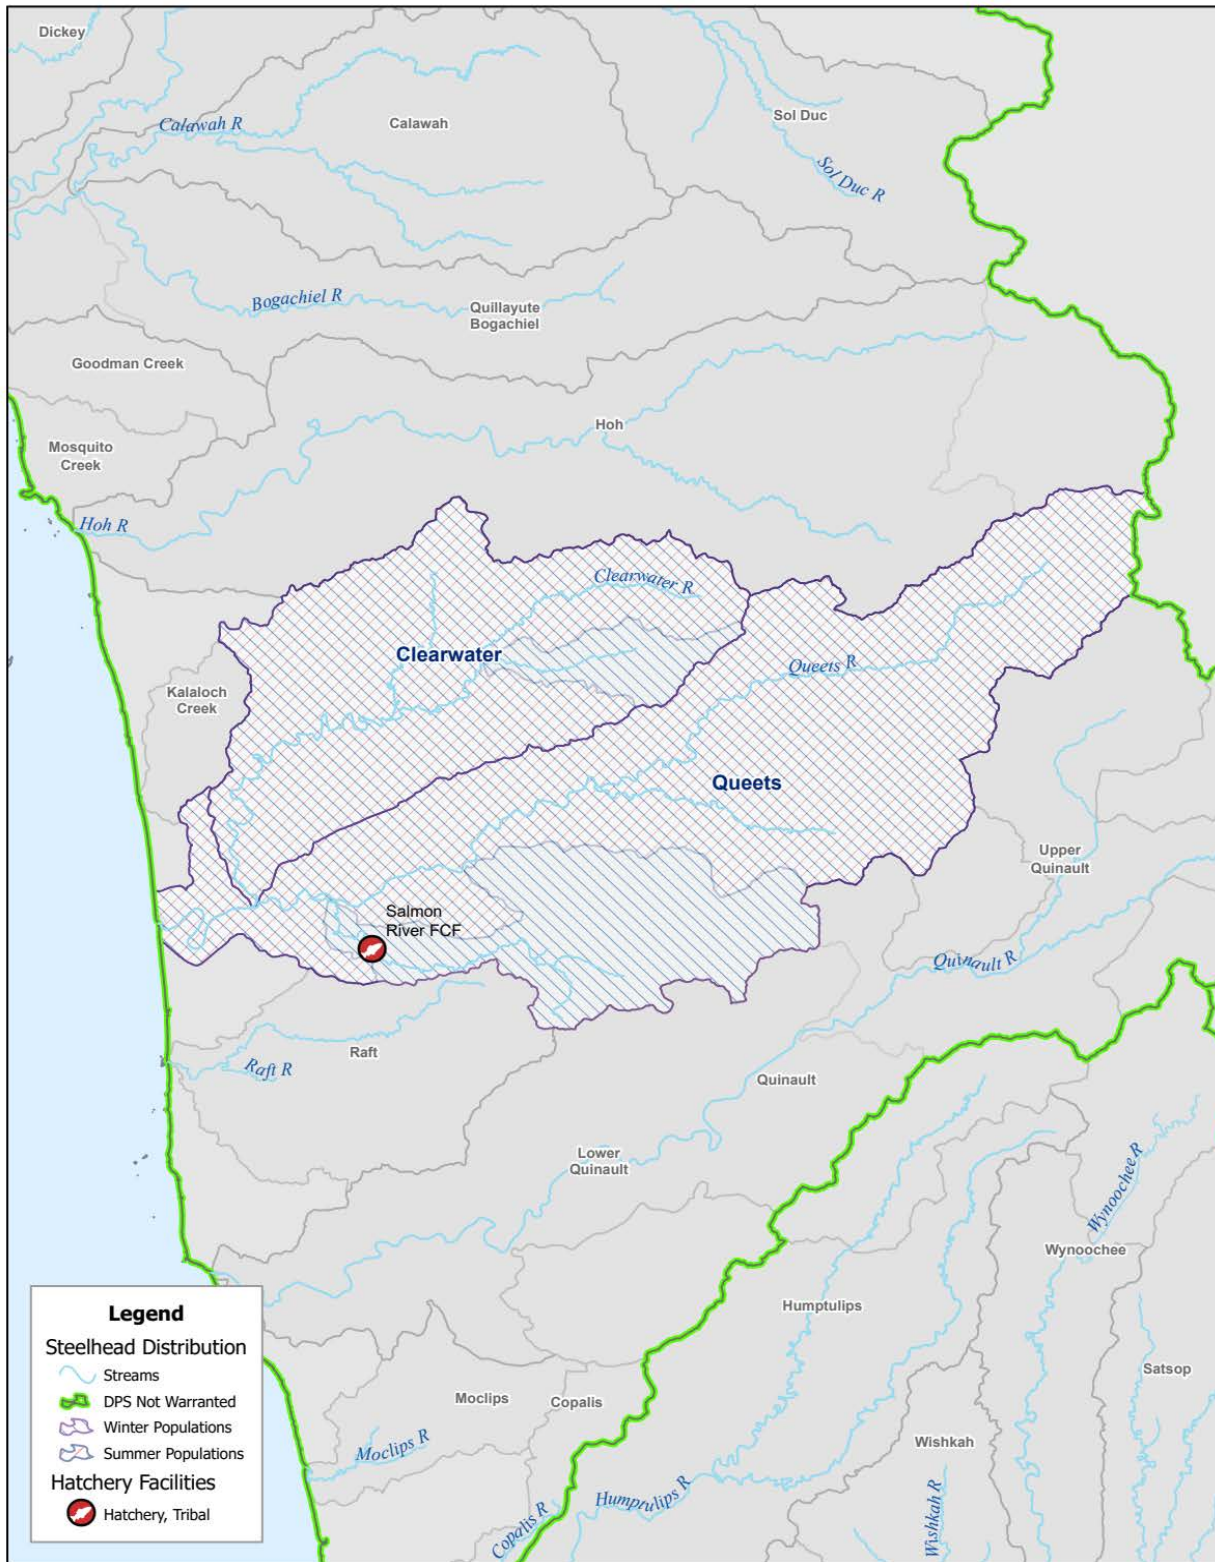 Dickey
Calawah R
Calawah
Sol Duc
Sol Duc R
Bogachiel R
Quillayute
Bogachiel
Goodman Creek
Hoh
Mosquito
Creek
Hoh R
Clearwater R
Clearwater
Queets R
Kalaloch
Creek
Queets
Upper
Quinault
Salmon
River FCF
Quinault R
Raft
Raft R
Quinault
Lower
Quinault
Wynoochee R
Wynoochee
Humptulips
Satsop
Moclips
Copalis
Wishkah
Moclips R
Humptulips R
Copalis R
Wishkah R
Legend
Steelhead Distribution
Streams
DPS Not Warranted
Winter Populations
Summer Populations
Hatchery Facilities
Hatchery, Tribal